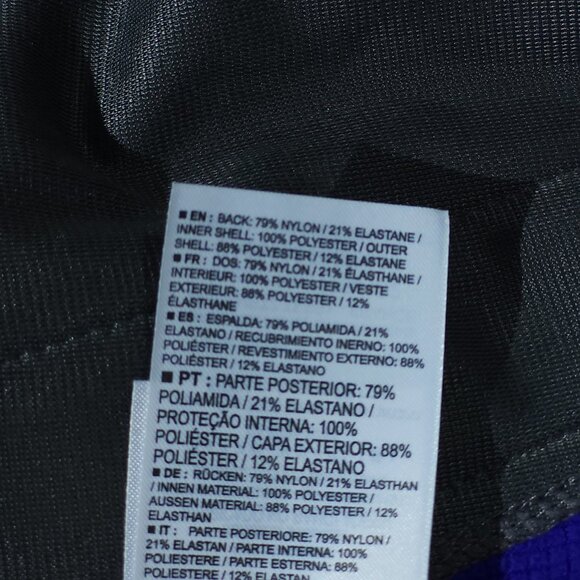 ■ EN : BACK: 79% NYLON / 21% ELASTANE /
INNER SHELL: 100% POLYESTER / OUTER
SHELL: 88% POLYESTER / 12% ELASTANE
■ FR : DOS: 79% NYLON / 21% ÉLASTHANE /
INTERIEUR: 100% POLYESTER / VESTE
EXTERIEUR: 88% POLYESTER / 12%
ÉLASTHANE
■ ES : ESPALDA: 79% POLIAMIDA / 21%
ELASTANO / RECUBRIMIENTO INERNO: 100%
POLIÉSTER / REVESTIMIENTO EXTERNO: 88%
POLIÉSTER / 12% ELASTANO
■ PT : PARTE POSTERIOR: 79%
POLIAMIDA / 21% ELASTANO /
PROTEÇÃO INTERNA: 100%
POLIÉSTER / CAPA EXTERIOR: 88%
POLIÉSTER / 12% ELASTANO
■ DE : RÜCKEN: 79% NYLON / 21% ELASTHAN
/ INNEN MATERIAL: 100% POLYESTER /
AUSSEN MATERIAL: 88% POLYESTER / 12%
ELASTHAN
■ IT : PARTE POSTERIORE: 79% NYLON /
21% ELASTAN / PARTE INTERNA: 100%
POLIESTERE / PARTE ESTERNA: 88%
POLIESTERE / 12% ELASTAN